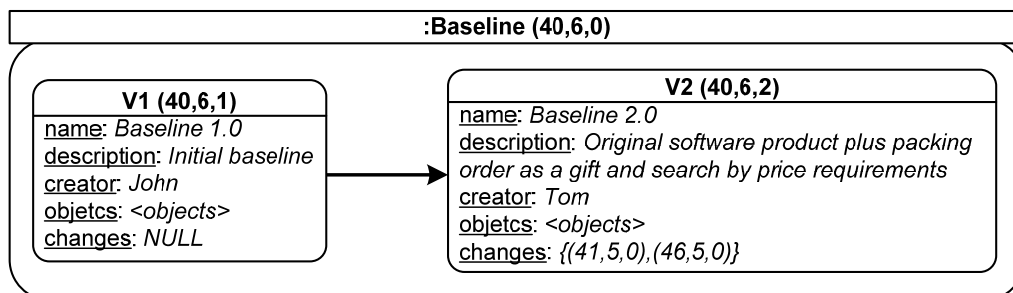 :Baseline (40,6,0)
V1 (40,6,1)
name: Baseline 1.0
description: Initial baseline
creator: John
objetcs: <objects>
changes: NULL
V2 (40,6,2)
name: Baseline 2.0
description: Original software product plus packing
order as a gift and search by price requirements
creator: Tom
objetcs: <objects>
changes: {(41,5,0),(46,5,0)}